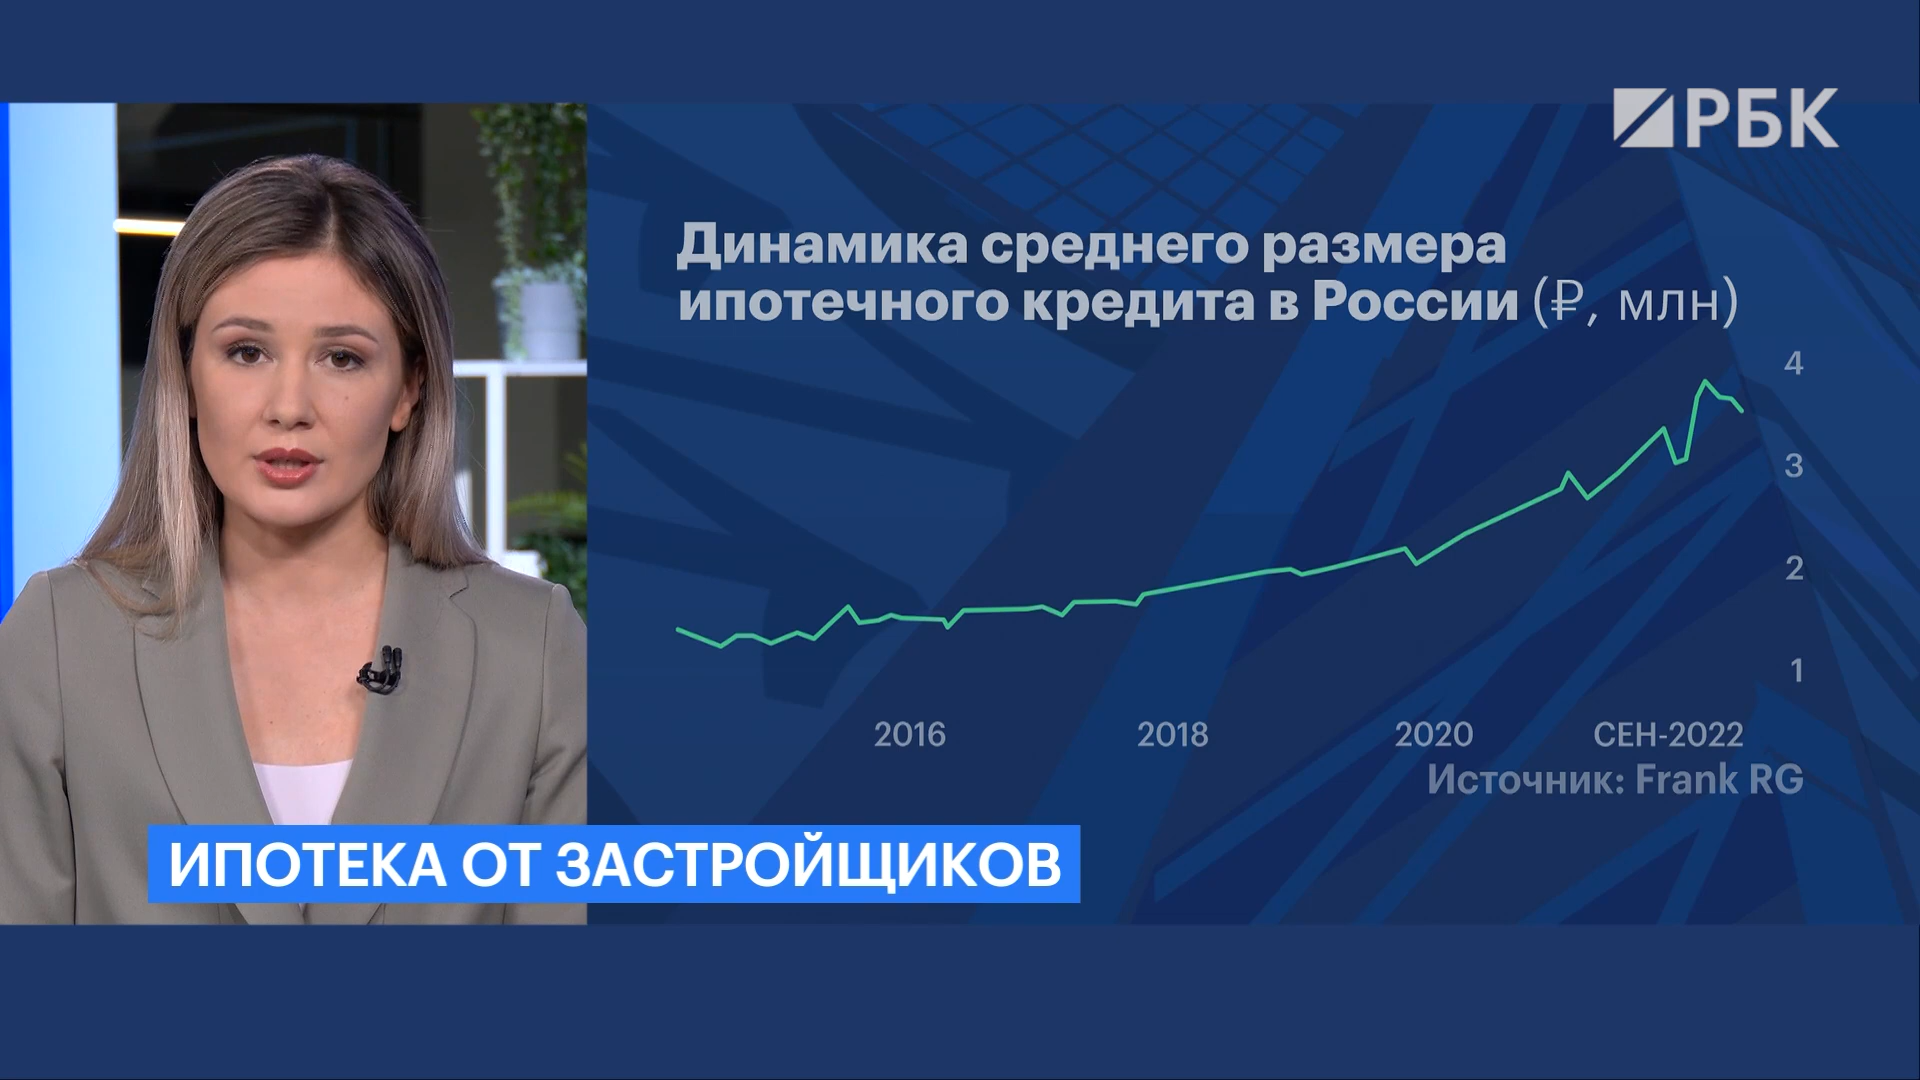 РБК
Динамика среднего размера
ипотечного кредита в России (₽, млн)
4
3
2
1
2016 2018 2020 СЕН-2022
Источник: Frank RG
ИПОТЕКА ОТ ЗАСТРОЙЩИКОВ